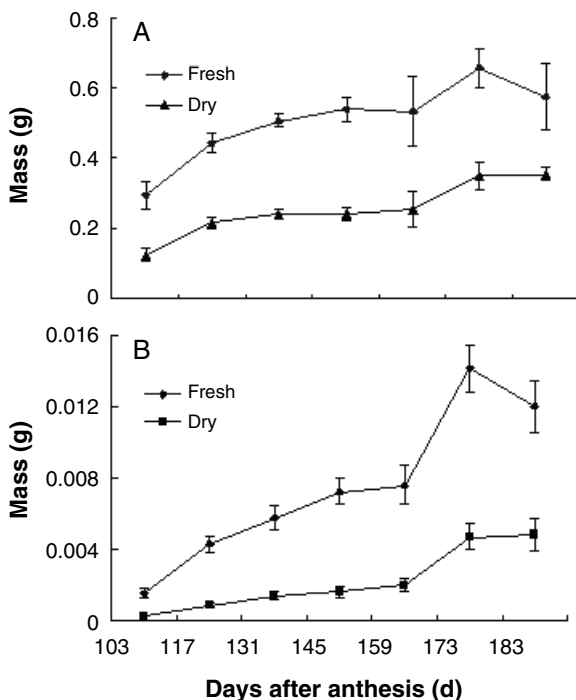 A
0.8
Fresh
Dry
0.6
0.4
0.2
0
Mass (g)
B
0.016
Fresh
Dry
0.012
0.008
0.004
0
Mass (g)
103 117 131 145 159 173 183
Days after anthesis (d)